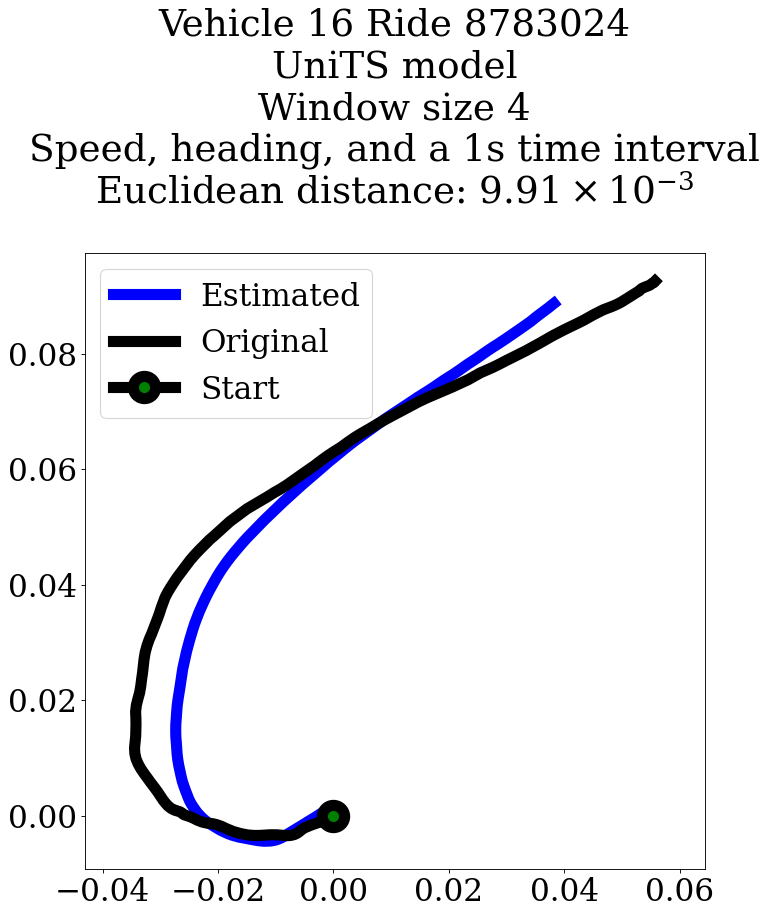 Vehicle 16 Ride 8783024
UniTS model
Window size 4
Speed, heading, and a 1s time interval
Euclidean distance: 9.91 × 10⁻³
Estimated
Original
Start
0.08
0.06
0.04
0.02
0.00
−0.04 −0.02 0.00 0.02 0.04 0.06